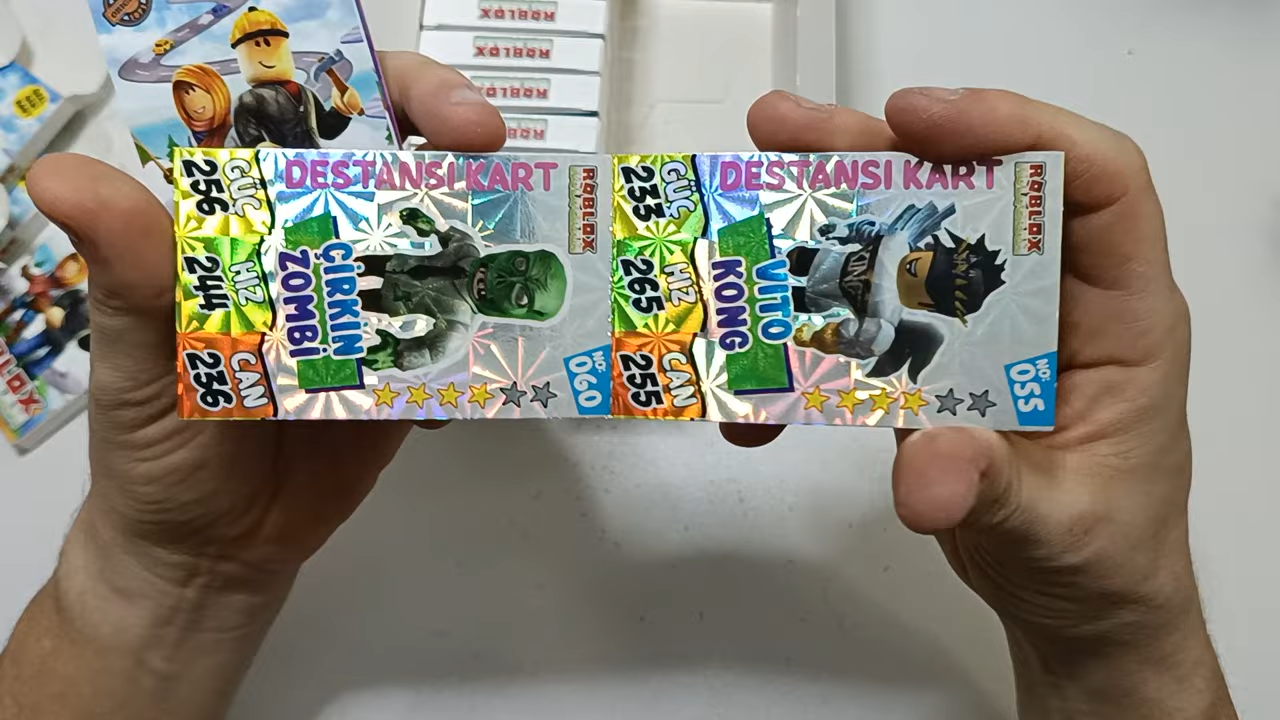 ROBLOX
ROBLOX
ROBLOX
ROBLOX
DESTANSI KART
GÜÇ
256
HIZ
244
CAN
236
ÇİRKİN
ZOMBİ
ROBLOX
NO:
060
DESTANSI KART
GÜÇ
233
HIZ
265
CAN
255
VITO
KONG
ROBLOX
NO:
055